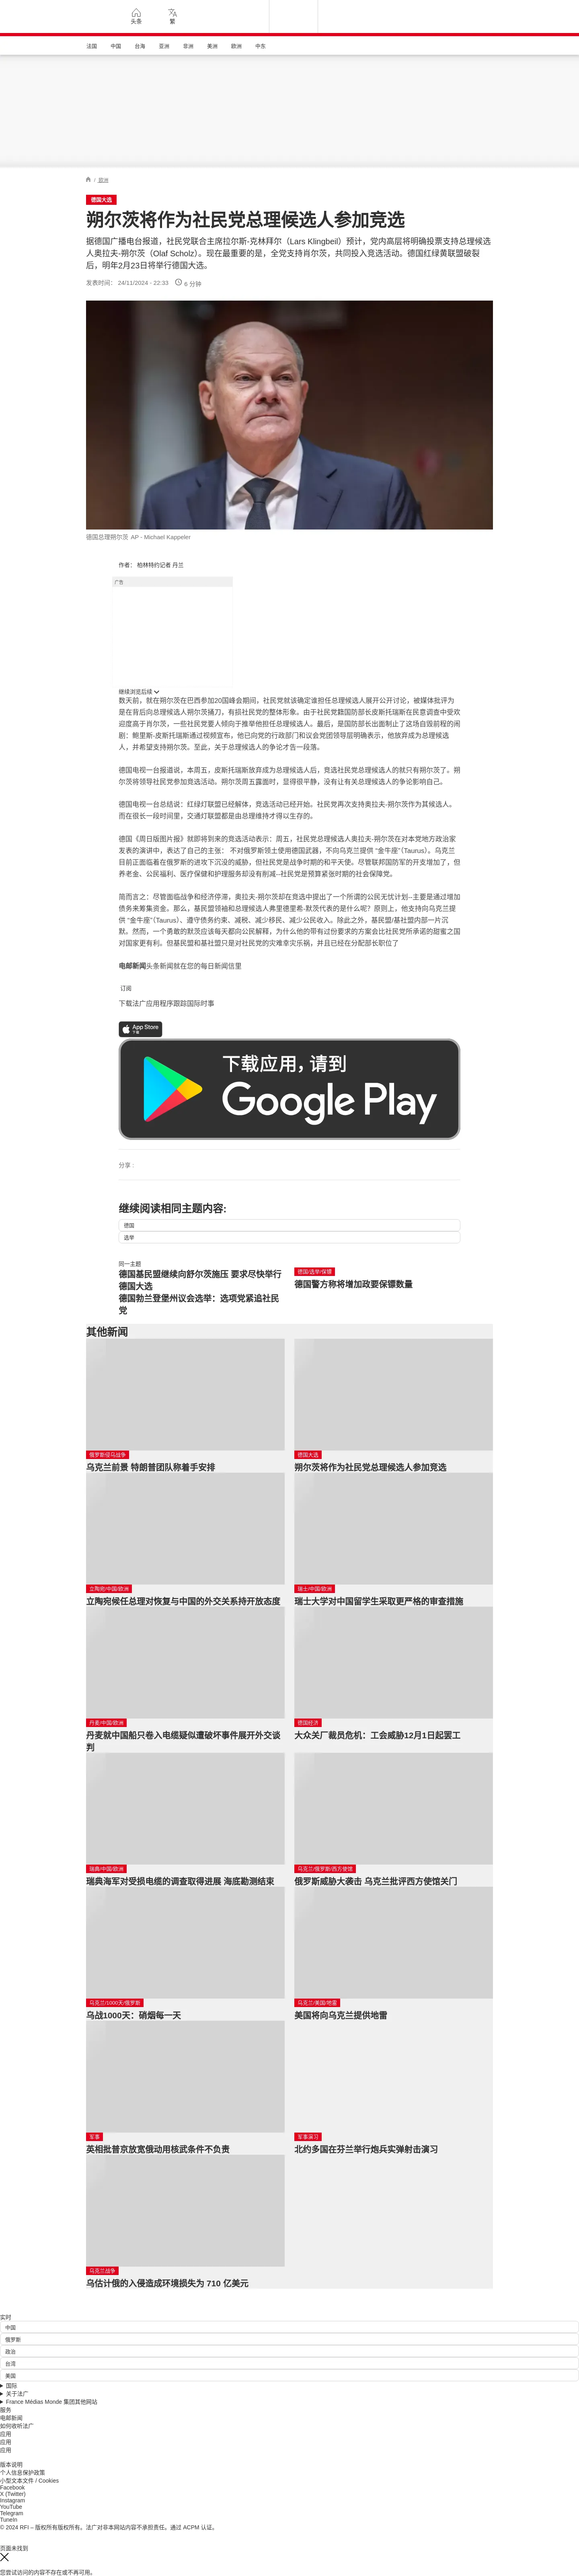 头条
繁
法国
中国
台海
亚洲
非洲
美洲
欧洲
中东
/ 欧洲
德国大选
朔尔茨将作为社民党总理候选人参加竞选
据德国广播电台报道，社民党联合主席拉尔斯-克林拜尔（Lars Klingbeil）预计，党内高层将明确投票支持总理候选
人奥拉夫-朔尔茨（Olaf Scholz）。现在最重要的是，全党支持肖尔茨，共同投入竞选活动。德国红绿黄联盟破裂
后，明年2月23日将举行德国大选。
发表时间： 24/11/2024 - 22:33
6 分钟
德国总理朔尔茨 AP - Michael Kappeler
作者： 柏林特约记者 丹兰
广告
继续浏览后续
数天前，就在朔尔茨在巴西参加20国峰会期间，社民党就该确定谁担任总理候选人展开公开讨论，被媒体批评为
是在背后向总理候选人朔尔茨捅刀，有损社民党的整体形象。由于社民党籍国防部长皮斯托瑞斯在民意调查中受欢
迎度高于肖尔茨，一些社民党要人倾向于推举他担任总理候选人。最后，是国防部长出面制止了这场自毁前程的闹
剧：鲍里斯-皮斯托瑞斯通过视频宣布，他已向党的行政部门和议会党团领导层明确表示，他放弃成为总理候选
人，并希望支持朔尔茨。至此，关于总理候选人的争论才告一段落。
德国电视一台报道说，本周五，皮斯托瑞斯放弃成为总理候选人后，竞选社民党总理候选人的就只有朔尔茨了。朔
尔茨将领导社民党参加竞选活动。朔尔茨周五露面时，显得很平静，没有让有关总理候选人的争论影响自己。
德国电视一台总结说：红绿灯联盟已经解体，竞选活动已经开始。社民党再次支持奥拉夫-朔尔茨作为其候选人。
而在很长一段时间里，交通灯联盟都是由总理维持才得以生存的。
德国《周日版图片报》就即将到来的竞选活动表示：周五，社民党总理候选人奥拉夫-朔尔茨在对本党地方政治家
发表的演讲中，表达了自己的主张： 不对俄罗斯领土使用德国武器，不向乌克兰提供 “金牛座”（Taurus）。乌克兰
目前正面临着在俄罗斯的进攻下沉没的威胁，但社民党是战争时期的和平天使。尽管联邦国防军的开支增加了，但
养老金、公民福利、医疗保健和护理服务却没有削减--社民党是预算紧张时期的社会保障党。
简而言之：尽管面临战争和经济停滞，奥拉夫-朔尔茨却在竞选中提出了一个所谓的公民无忧计划--主要是通过增加
债务来筹集资金。那么，基民盟领袖和总理候选人弗里德里希-默茨代表的是什么呢？原则上，他支持向乌克兰提
供 “金牛座”（Taurus）、遵守债务约束、减税、减少移民、减少公民收入。除此之外，基民盟/基社盟内部一片沉
默。然而，一个勇敢的默茨应该每天都向公民解释，为什么他的带有过份要求的方案会比社民党所承诺的甜蜜之国
对国家更有利。但基民盟和基社盟只是对社民党的灾难幸灾乐祸，并且已经在分配部长职位了
电邮新闻头条新闻就在您的每日新闻信里
订阅
下载法广应用程序跟踪国际时事
App Store
下载
下载应用，请到
Google Play
分享 :
继续阅读相同主题内容:
德国
选举
同一主题
德国基民盟继续向舒尔茨施压 要求尽快举行
德国大选
德国/选举/保镖
德国警方称将增加政要保镖数量
德国勃兰登堡州议会选举：选项党紧追社民
党
其他新闻
俄罗斯侵乌战争
乌克兰前景 特朗普团队称着手安排
德国大选
朔尔茨将作为社民党总理候选人参加竞选
立陶宛/中国/欧洲
立陶宛候任总理对恢复与中国的外交关系持开放态度
瑞士/中国/欧洲
瑞士大学对中国留学生采取更严格的审查措施
丹麦/中国/欧洲
丹麦就中国船只卷入电缆疑似遭破坏事件展开外交谈
判
德国经济
大众关厂裁员危机：工会威胁12月1日起罢工
瑞典/中国/欧洲
瑞典海军对受损电缆的调查取得进展 海底勘测结束
乌克兰/俄罗斯/西方使馆
俄罗斯威胁大袭击 乌克兰批评西方使馆关门
乌克兰/1000天/俄罗斯
乌战1000天：硝烟每一天
乌克兰/美国/地雷
美国将向乌克兰提供地雷
军事
英相批普京放宽俄动用核武条件不负责
军事演习
北约多国在芬兰举行炮兵实弹射击演习
乌克兰战争
乌估计俄的入侵造成环境损失为 710 亿美元
实时
中国
俄罗斯
政治
台湾
美国
国际
关于法广
France Médias Monde 集团其他网站
服务
电邮新闻
如何收听法广
应用
应用
应用
版本说明
个人信息保护政策
小型文本文件 / Cookies
Facebook
X (Twitter)
Instagram
YouTube
Telegram
TuneIn
© 2024 RFI – 版权所有版权所有。法广对非本网站内容不承担责任。通过 ACPM 认证。
页面未找到
您尝试访问的内容不存在或不再可用。